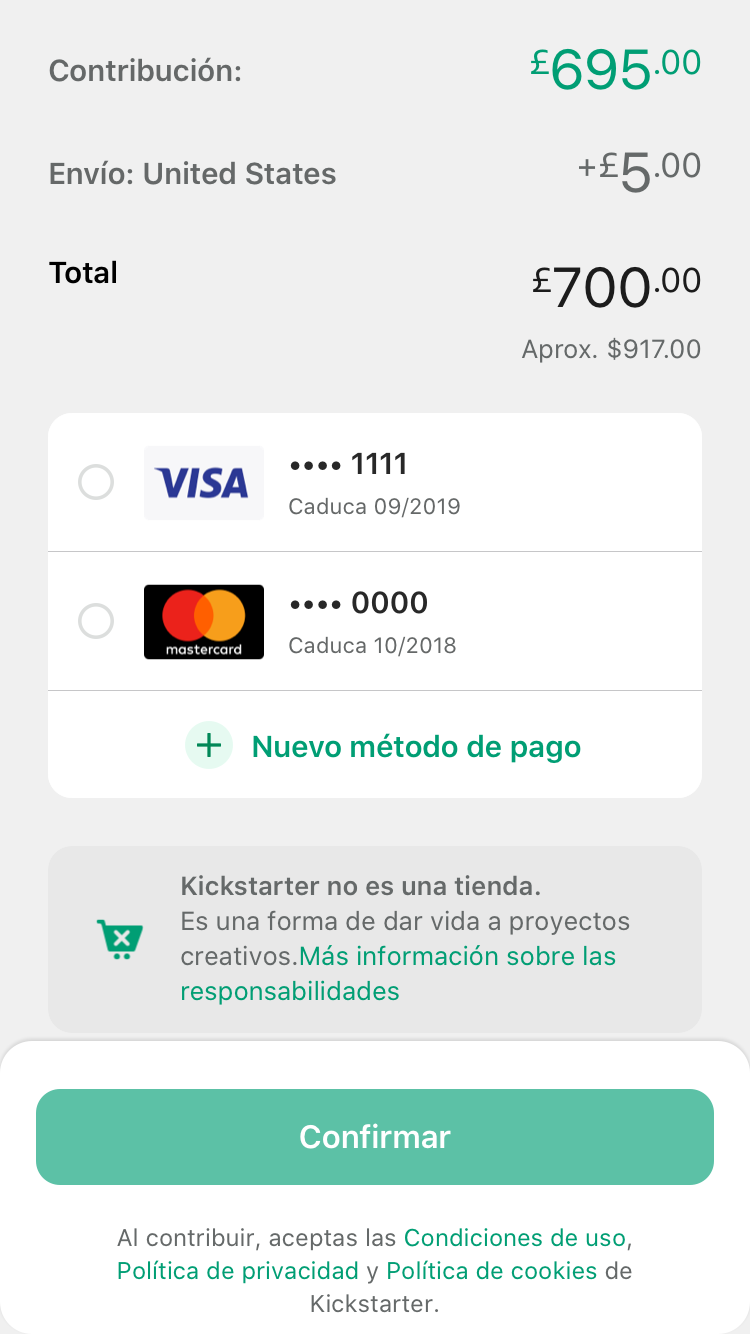 Contribución: £695.00
Envío: United States +£5.00
Total £700.00
Aprox. $917.00
VISA •••• 1111
Caduca 09/2019
mastercard •••• 0000
Caduca 10/2018
+ Nuevo método de pago
Kickstarter no es una tienda.
Es una forma de dar vida a proyectos
creativos.Más información sobre las
responsabilidades
Confirmar
Al contribuir, aceptas las Condiciones de uso,
Política de privacidad y Política de cookies de
Kickstarter.